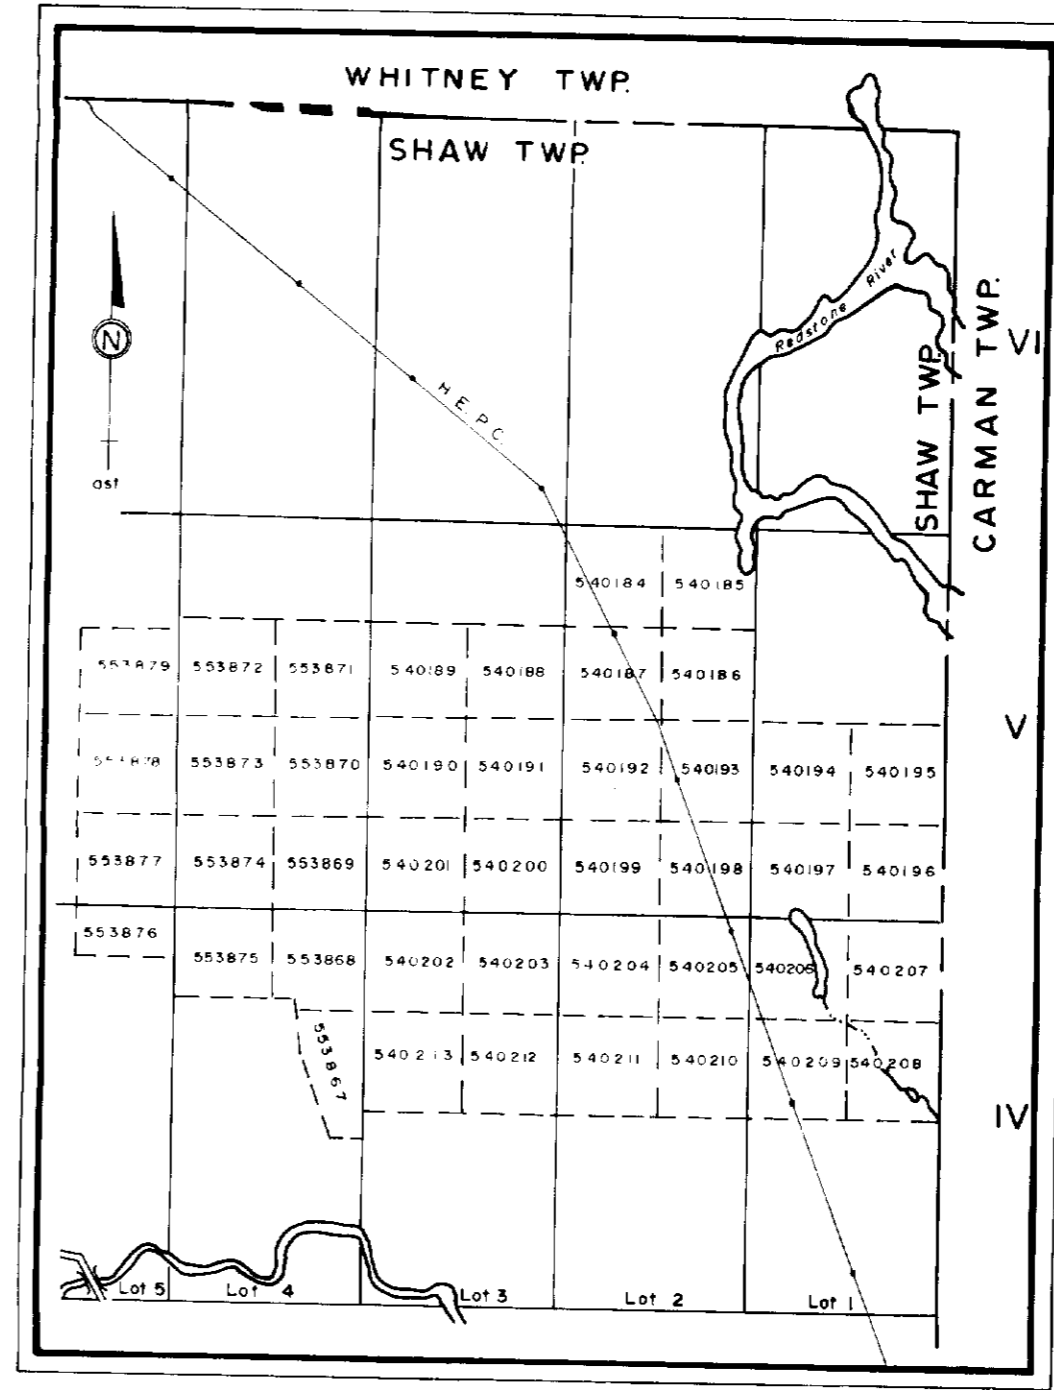 WHITNEY TWP.
SHAW TWP.
Redstone River
SHAW TWP.
CARMAN TWP.
VI
N
ast
H.E.P.C.
540184 540185
553879 553872 553871 540189 540188 540187 540186
V
553878 553873 553870 540190 540191 540192 540193 540194 540195
553877 553874 553869 540201 540200 540199 540198 540197 540196
553876
553875 553868 540202 540203 540204 540205 540206 540207
553867 540213 540212 540211 540210 540209 540208
IV
Lot 5 Lot 4 Lot 3 Lot 2 Lot 1